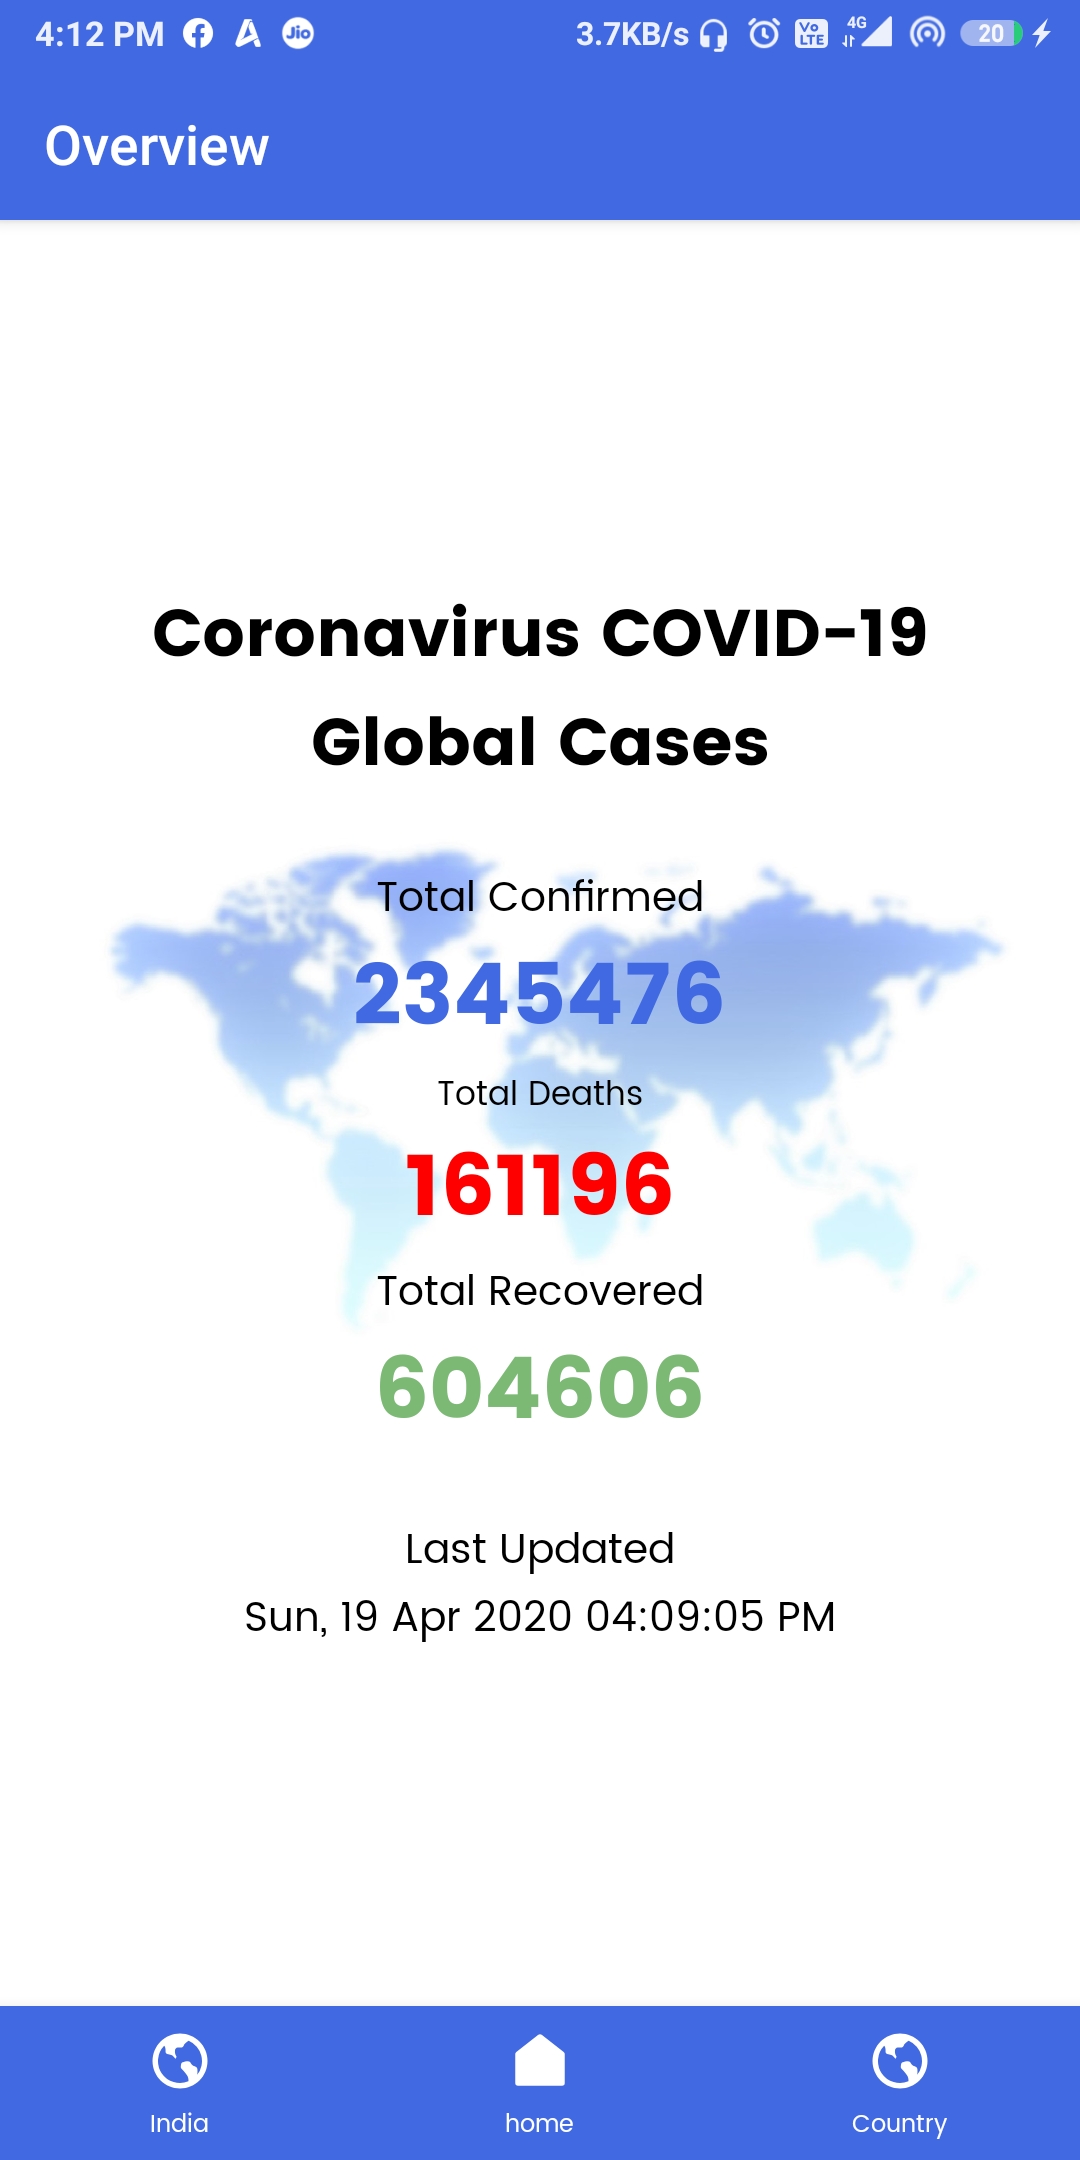 4:12 PM Jio 3.7KB/s Vo LTE 4G 20
Overview
Coronavirus COVID-19
Global Cases
Total Confirmed
2345476
Total Deaths
161196
Total Recovered
604606
Last Updated
Sun, 19 Apr 2020 04:09:05 PM
India home Country